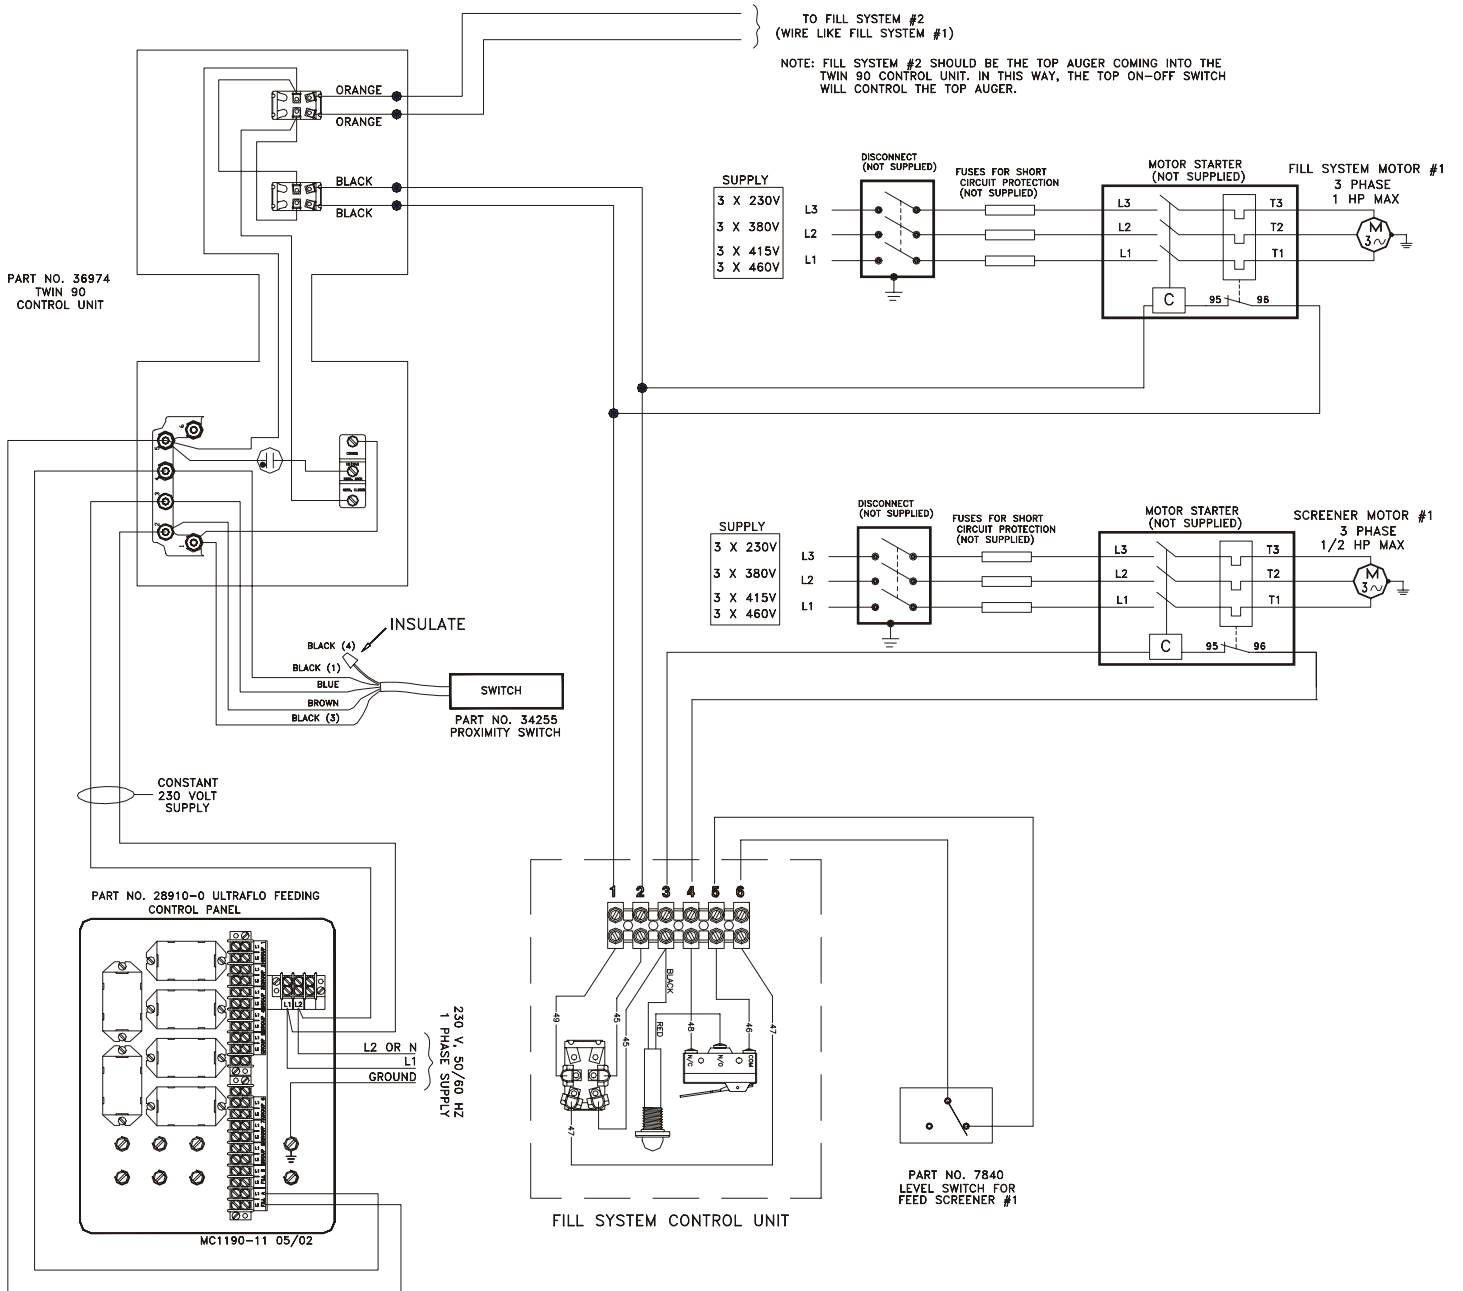 TO FILL SYSTEM #2
(WIRE LIKE FILL SYSTEM #1)
NOTE: FILL SYSTEM #2 SHOULD BE THE TOP AUGER COMING INTO THE
TWIN 90 CONTROL UNIT. IN THIS WAY, THE TOP ON-OFF SWITCH
WILL CONTROL THE TOP AUGER.
ORANGE
ORANGE
BLACK
BLACK
PART NO. 36974
TWIN 90
CONTROL UNIT
SUPPLY
3 X 230V
3 X 380V
3 X 415V
3 X 460V
L3
L2
L1
DISCONNECT
(NOT SUPPLIED)
FUSES FOR SHORT
CIRCUIT PROTECTION
(NOT SUPPLIED)
MOTOR STARTER
(NOT SUPPLIED)
L3
L2
L1
C
95
96
T3
T2
T1
FILL SYSTEM MOTOR #1
3 PHASE
1 HP MAX
M
3~
SUPPLY
3 X 230V
3 X 380V
3 X 415V
3 X 460V
L3
L2
L1
DISCONNECT
(NOT SUPPLIED)
FUSES FOR SHORT
CIRCUIT PROTECTION
(NOT SUPPLIED)
MOTOR STARTER
(NOT SUPPLIED)
L3
L2
L1
C
95
96
T3
T2
T1
SCREENER MOTOR #1
3 PHASE
1/2 HP MAX
M
3~
INSULATE
BLACK (4)
BLACK (1)
BLUE
BROWN
BLACK (3)
SWITCH
PART NO. 34255
PROXIMITY SWITCH
CONSTANT
230 VOLT
SUPPLY
PART NO. 28910-0 ULTRAFLO FEEDING
CONTROL PANEL
L1 L2
L2 OR N
L1
GROUND
230 V, 50/60 HZ
1 PHASE SUPPLY
MC1190-11 05/02
1 2 3 4 5 6
BLACK
RED
49
45
45
48
46
47
47
N/C
N/O
COM
FILL SYSTEM CONTROL UNIT
PART NO. 7840
LEVEL SWITCH FOR
FEED SCREENER #1